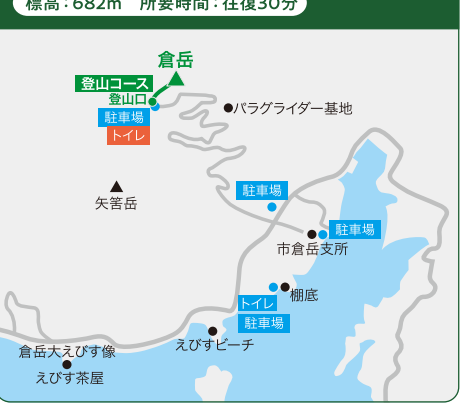 標高：682m　所要時間：往復30分
倉岳
登山コース
登山口
駐車場
トイレ
パラグライダー基地
矢筈岳
駐車場
駐車場
市倉岳支所
棚底
トイレ
駐車場
えびすビーチ
倉岳大えびす像
えびす茶屋